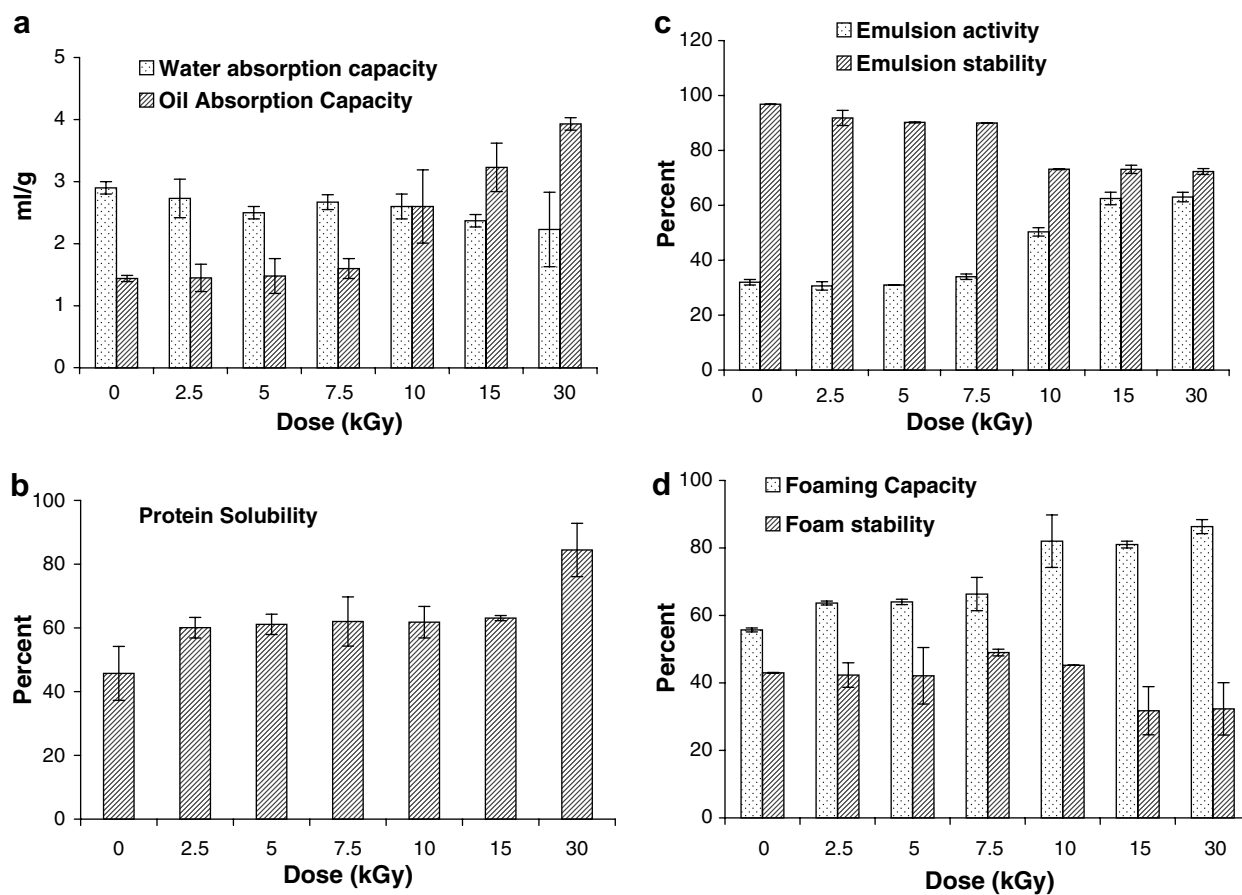 a
Water absorption capacity
Oil Absorption Capacity
5
4
3
2
1
0
ml/g
0 2.5 5 7.5 10 15 30
Dose (kGy)
c
Emulsion activity
Emulsion stability
120
100
80
60
40
20
0
Percent
0 2.5 5 7.5 10 15 30
Dose (kGy)
b
Protein Solubility
100
80
60
40
20
0
Percent
0 2.5 5 7.5 10 15 30
Dose (kGy)
d
Foaming Capacity
Foam stability
100
80
60
40
20
0
Percent
0 2.5 5 7.5 10 15 30
Dose (kGy)